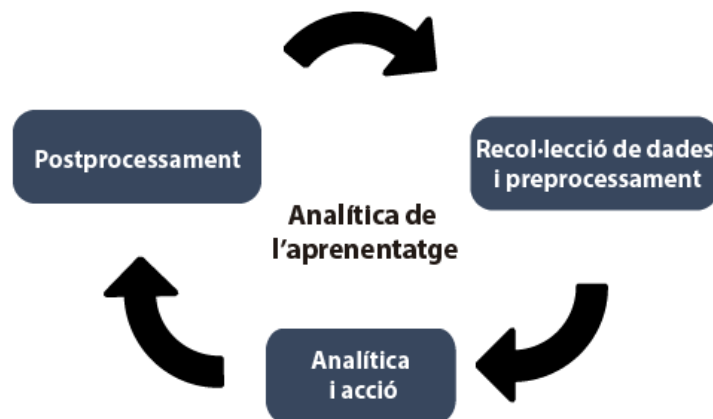 Postprocessament
Recol·lecció de dades
i preprocessament
Analítica de
l'aprenentatge
Analítica
i acció